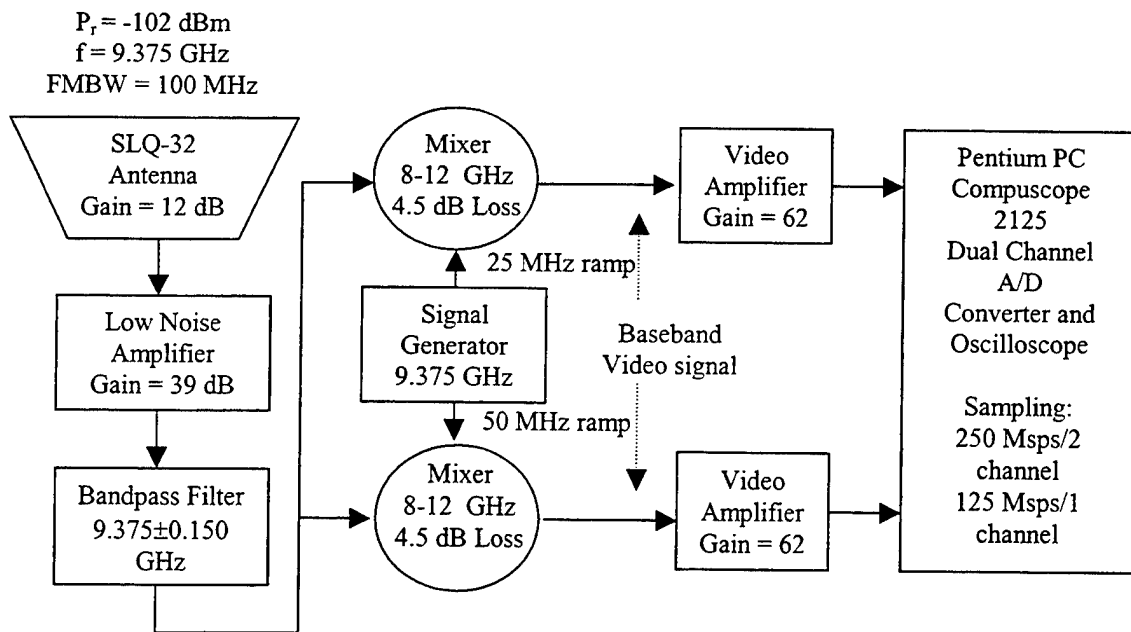 Pr = -102 dBm
f = 9.375 GHz
FMBW = 100 MHz
SLQ-32
Antenna
Gain = 12 dB
Low Noise
Amplifier
Gain = 39 dB
Bandpass Filter
9.375±0.150
GHz
Mixer
8-12 GHz
4.5 dB Loss
25 MHz ramp
Signal
Generator
9.375 GHz
50 MHz ramp
Mixer
8-12 GHz
4.5 dB Loss
Baseband
Video signal
Video
Amplifier
Gain = 62
Video
Amplifier
Gain = 62
Pentium PC
Compuscope
2125
Dual Channel
A/D
Converter and
Oscilloscope
Sampling:
250 Msps/2
channel
125 Msps/1
channel